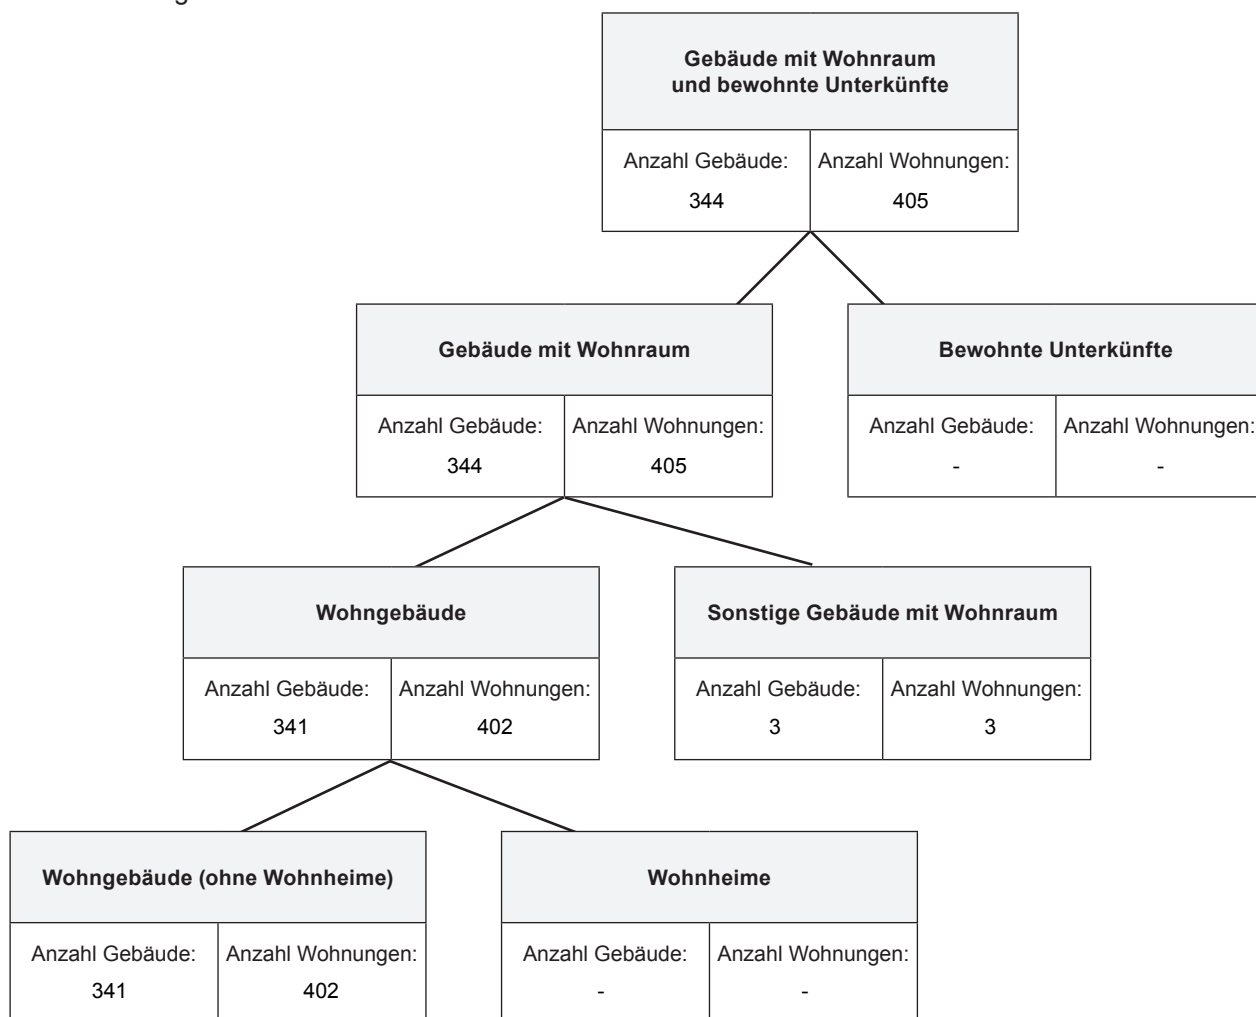 Gebäude mit Wohnraum
und bewohnte Unterkünfte
Anzahl Gebäude: Anzahl Wohnungen:
344 405
Gebäude mit Wohnraum
Bewohnte Unterkünfte
Anzahl Gebäude: Anzahl Wohnungen:
344 405
Anzahl Gebäude: Anzahl Wohnungen:
- -
Wohngebäude
Sonstige Gebäude mit Wohnraum
Anzahl Gebäude: Anzahl Wohnungen:
341 402
Anzahl Gebäude: Anzahl Wohnungen:
3 3
Wohngebäude (ohne Wohnheime)
Wohnheime
Anzahl Gebäude: Anzahl Wohnungen:
341 402
Anzahl Gebäude: Anzahl Wohnungen:
- -